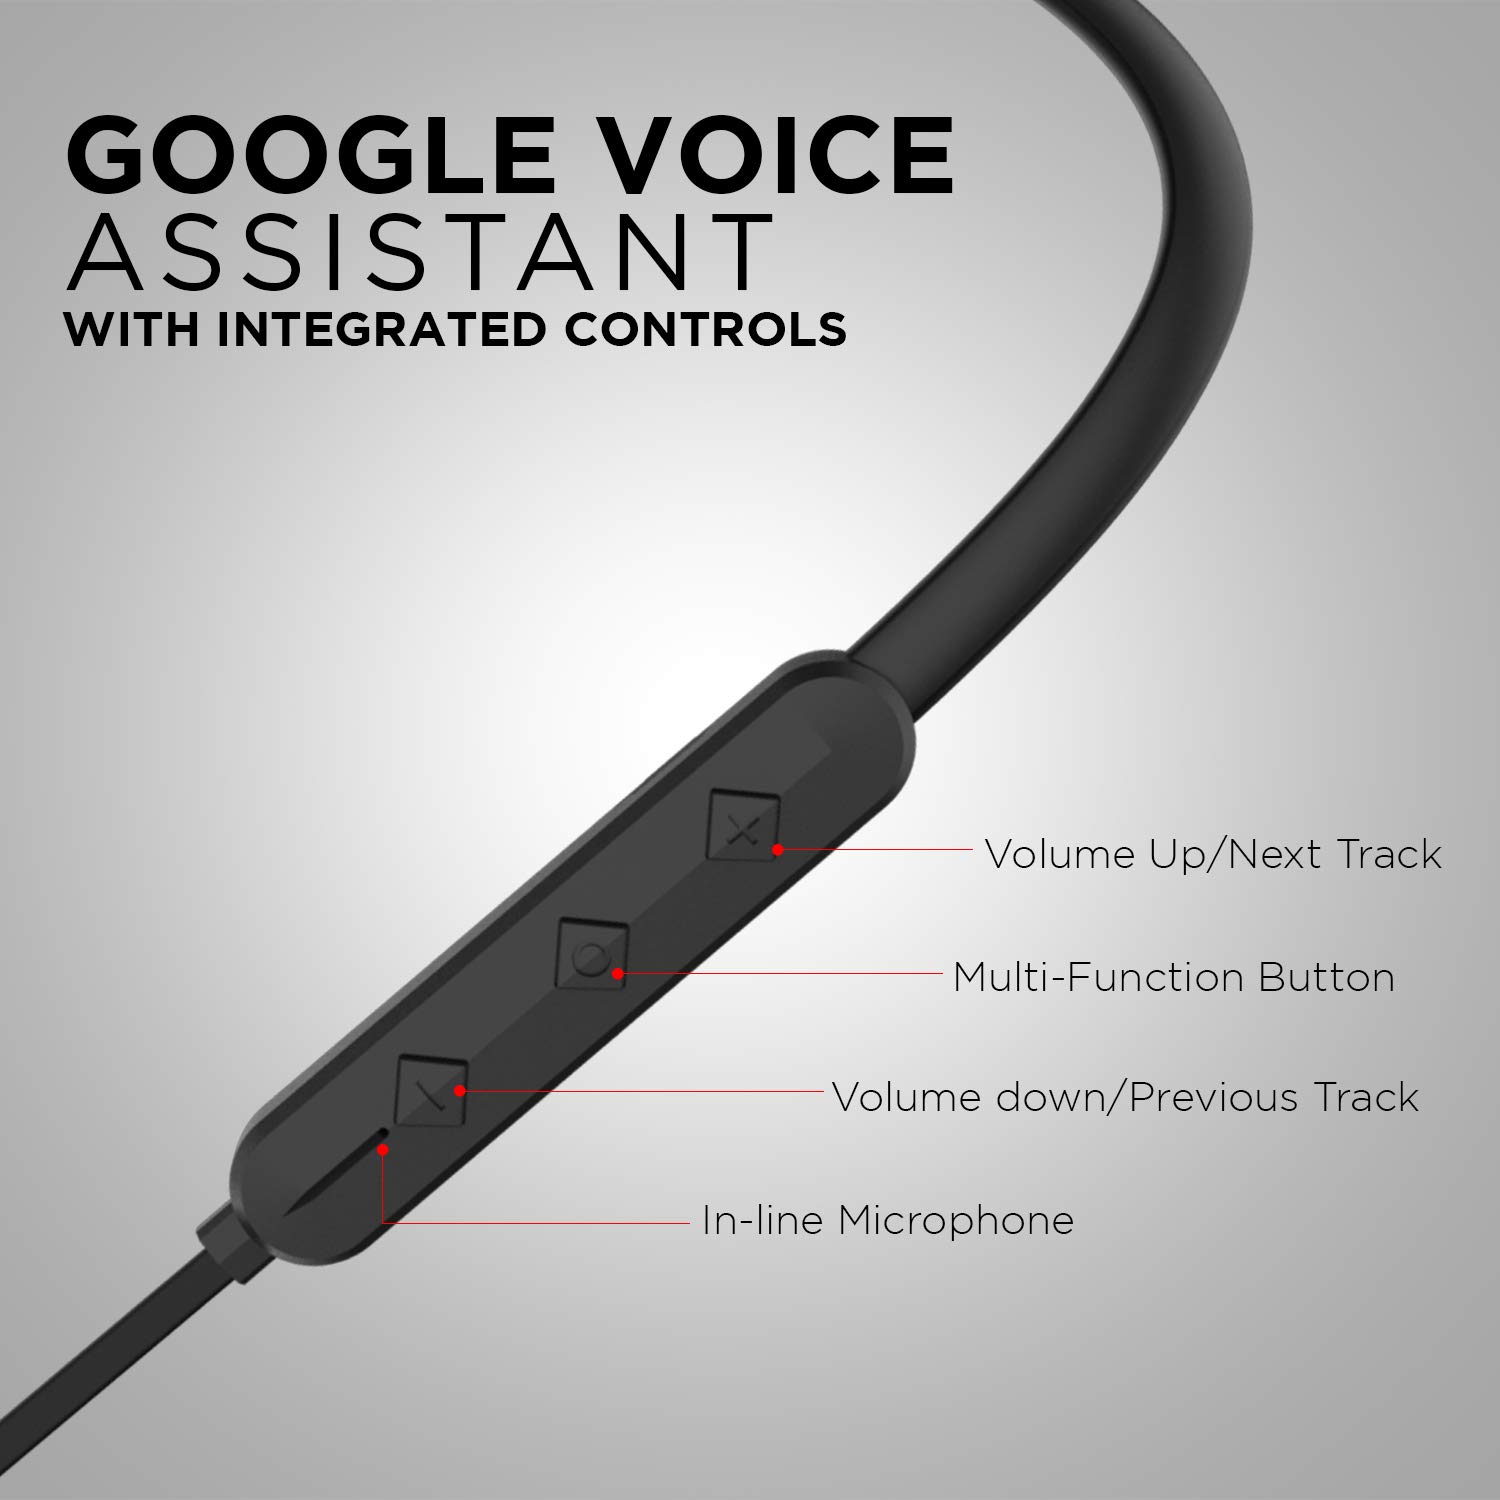 GOOGLE VOICE
ASSISTANT
WITH INTEGRATED CONTROLS
Volume Up/Next Track
Multi-Function Button
Volume down/Previous Track
In-line Microphone